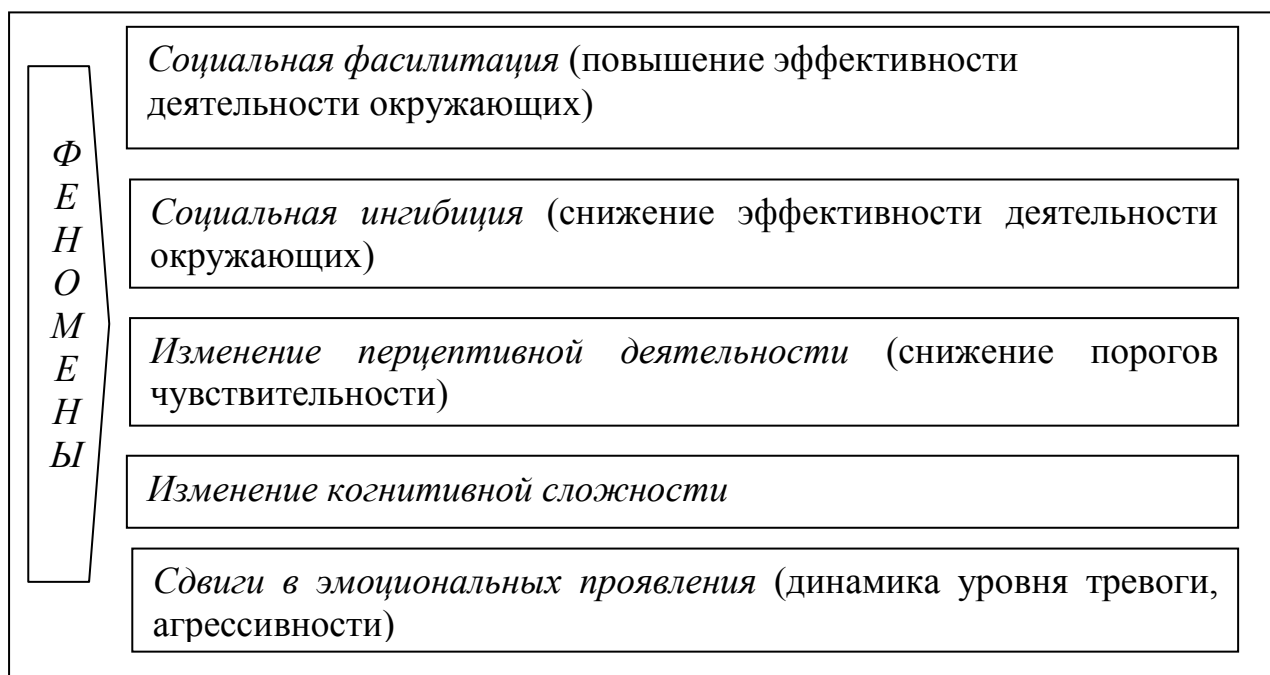 ФЕНОМЕНЫ
Социальная фасилитация (повышение эффективности
деятельности окружающих)
Социальная ингибиция (снижение эффективности деятельности
окружающих)
Изменение перцептивной деятельности (снижение порогов
чувствительности)
Изменение когнитивной сложности
Сдвиги в эмоциональных проявления (динамика уровня тревоги,
агрессивности)